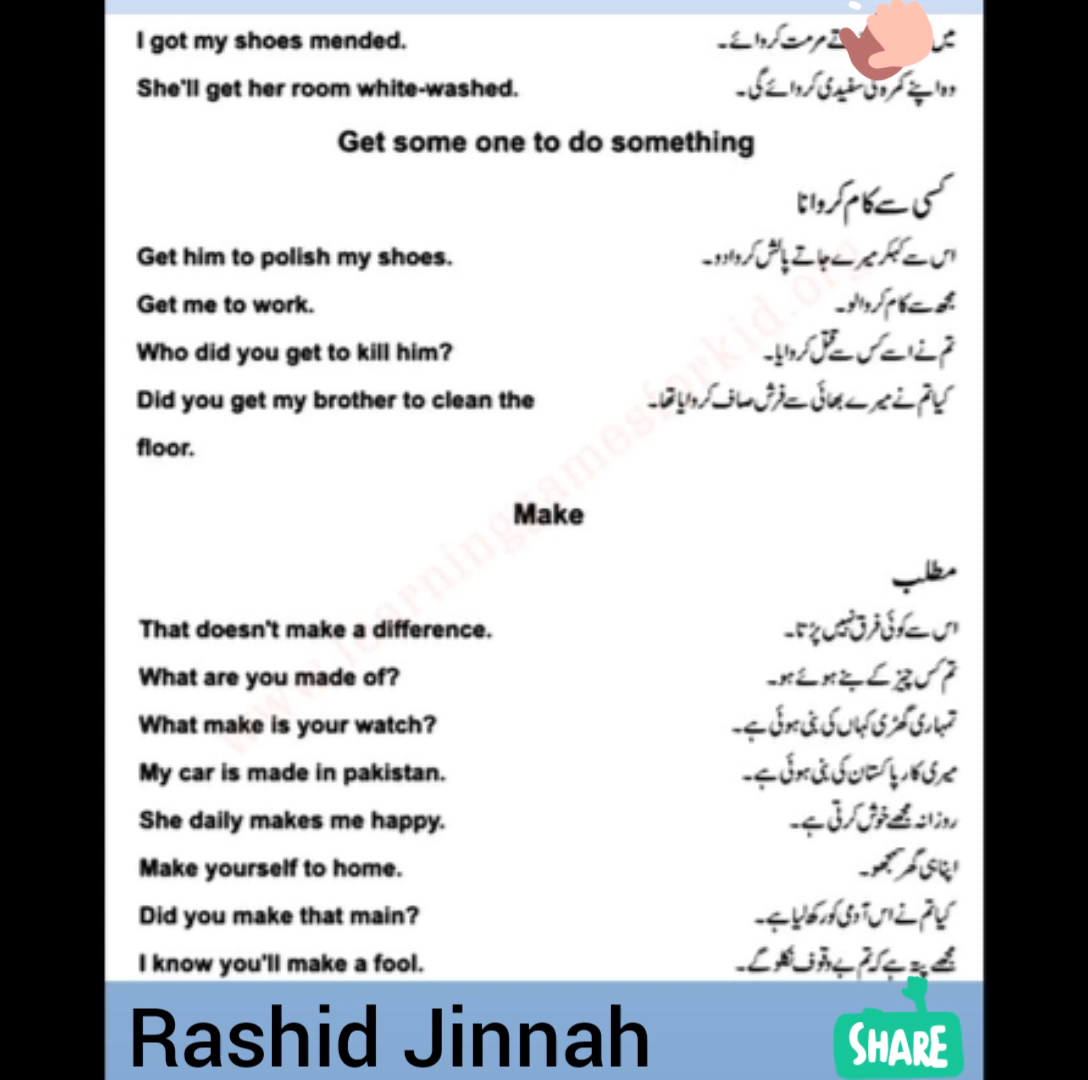 I got my shoes mended.
میں تے مرمت کروائے۔
She'll get her room white-washed.
وہ اپنے کمرہ کی سفیدی کروائے گی۔
Get some one to do something
کسی سے کام کروانا
Get him to polish my shoes.
اس سے کہکر میرے جاتے پالش کروادو۔
Get me to work.
مجھ سے کام کروالو۔
Who did you get to kill him?
تم نے اسے کس سے قتل کروایا۔
Did you get my brother to clean the
کیا تم نے میرے بھائی سے فرش صاف کروایا تھا۔
floor.
Make
مطلب
That doesn't make a difference.
اس سے کوئی فرق نہیں پڑتا۔
What are you made of?
تم کس چیز کے بنے ہوئے ہو۔
What make is your watch?
تمہاری گھڑی کہاں کی بنی ہوئی ہے۔
My car is made in pakistan.
میری کار پاکستان کی بنی ہوئی ہے۔
She daily makes me happy.
روزانہ مجھے خوش کرتی ہے۔
Make yourself to home.
اپنا ہی گھر سمجھو۔
Did you make that main?
کیا تم نے اس آدمی کو رکھ لیا ہے۔
I know you'll make a fool.
مجھے پتہ ہے کہ تم بے وقوف نکلو گے۔
www.learninggamesforkid.org
Rashid Jinnah
SHARE